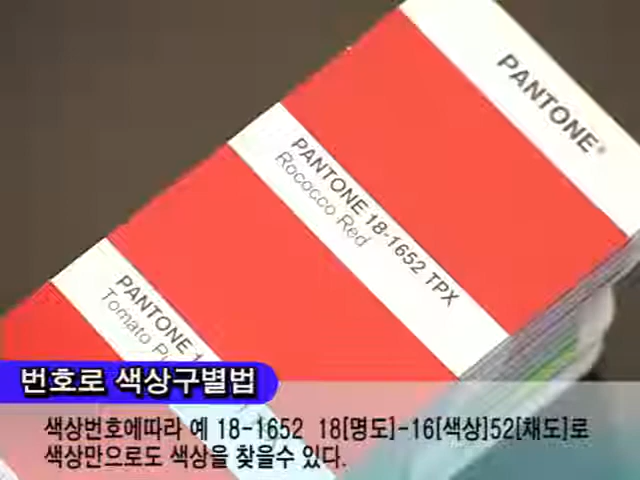 PANTONE®
PANTONE 18-1652 TPX
Rococco Red
PANTONE 1
Tomato
번호로 색상구별법
색상번호에따라 예 18-1652 18[명도]-16[색상]52[채도]로
색상만으로도 색상을 찾을수 있다.